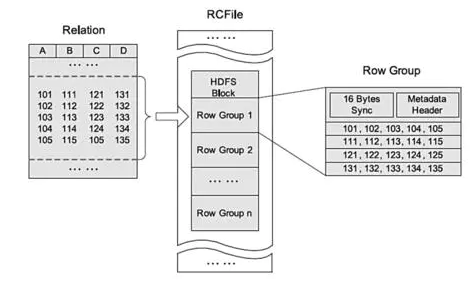 Relation
A B C D
... ...
101 111 121 131
102 112 122 132
103 113 123 133
104 114 124 134
105 115 105 135
... ...
RCFile
... ...
HDFS
Block
Row Group 1
Row Group 2
... ...
Row Group n
... ...
Row Group
16 Bytes
Sync
Metadata
Header
101, 102, 103, 104, 105
111, 112, 113, 114, 115
121, 122, 123, 124, 125
131, 132, 133, 134, 135